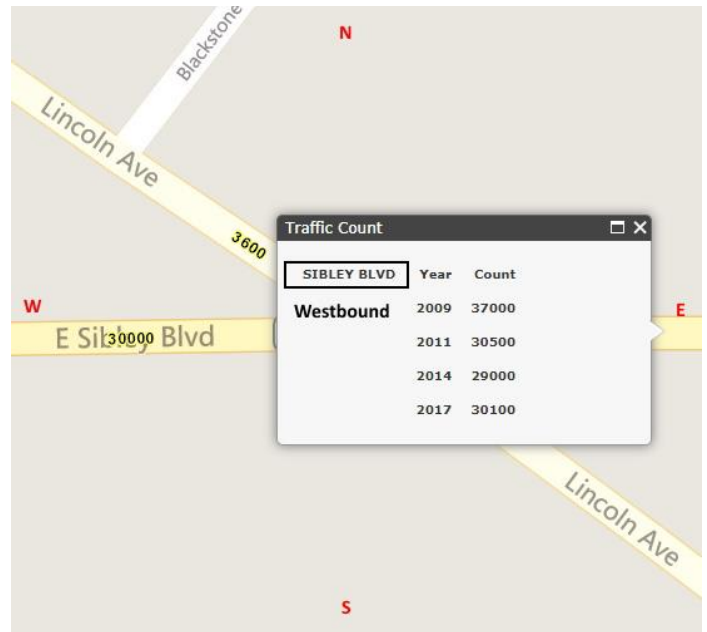 N
Blackstone
Lincoln Ave
3600
Traffic Count
SIBLEY BLVD Year Count
Westbound 2009 37000
2011 30500
2014 29000
2017 30100
W
E
E Sibley Blvd
30000
Lincoln Ave
S